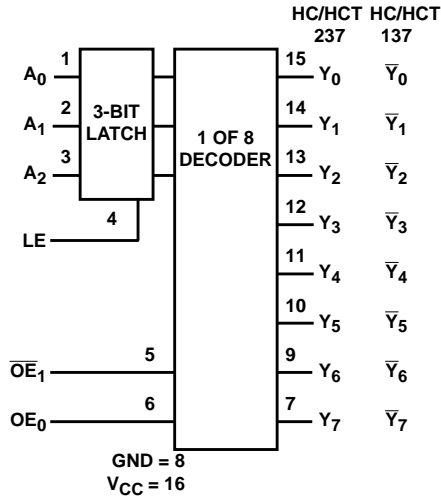 HC/HCT HC/HCT
237 137
1 15
A0 Y0 Y̅0
2 3-BIT 14
A1 LATCH 1 OF 8 Y1 Y̅1
3 DECODER 13
A2 Y2 Y̅2
4 12
LE Y3 Y̅3
11
Y4 Y̅4
10
Y5 Y̅5
5 9
O̅E̅1 Y6 Y̅6
6 7
OE0 Y7 Y̅7
GND = 8
VCC = 16